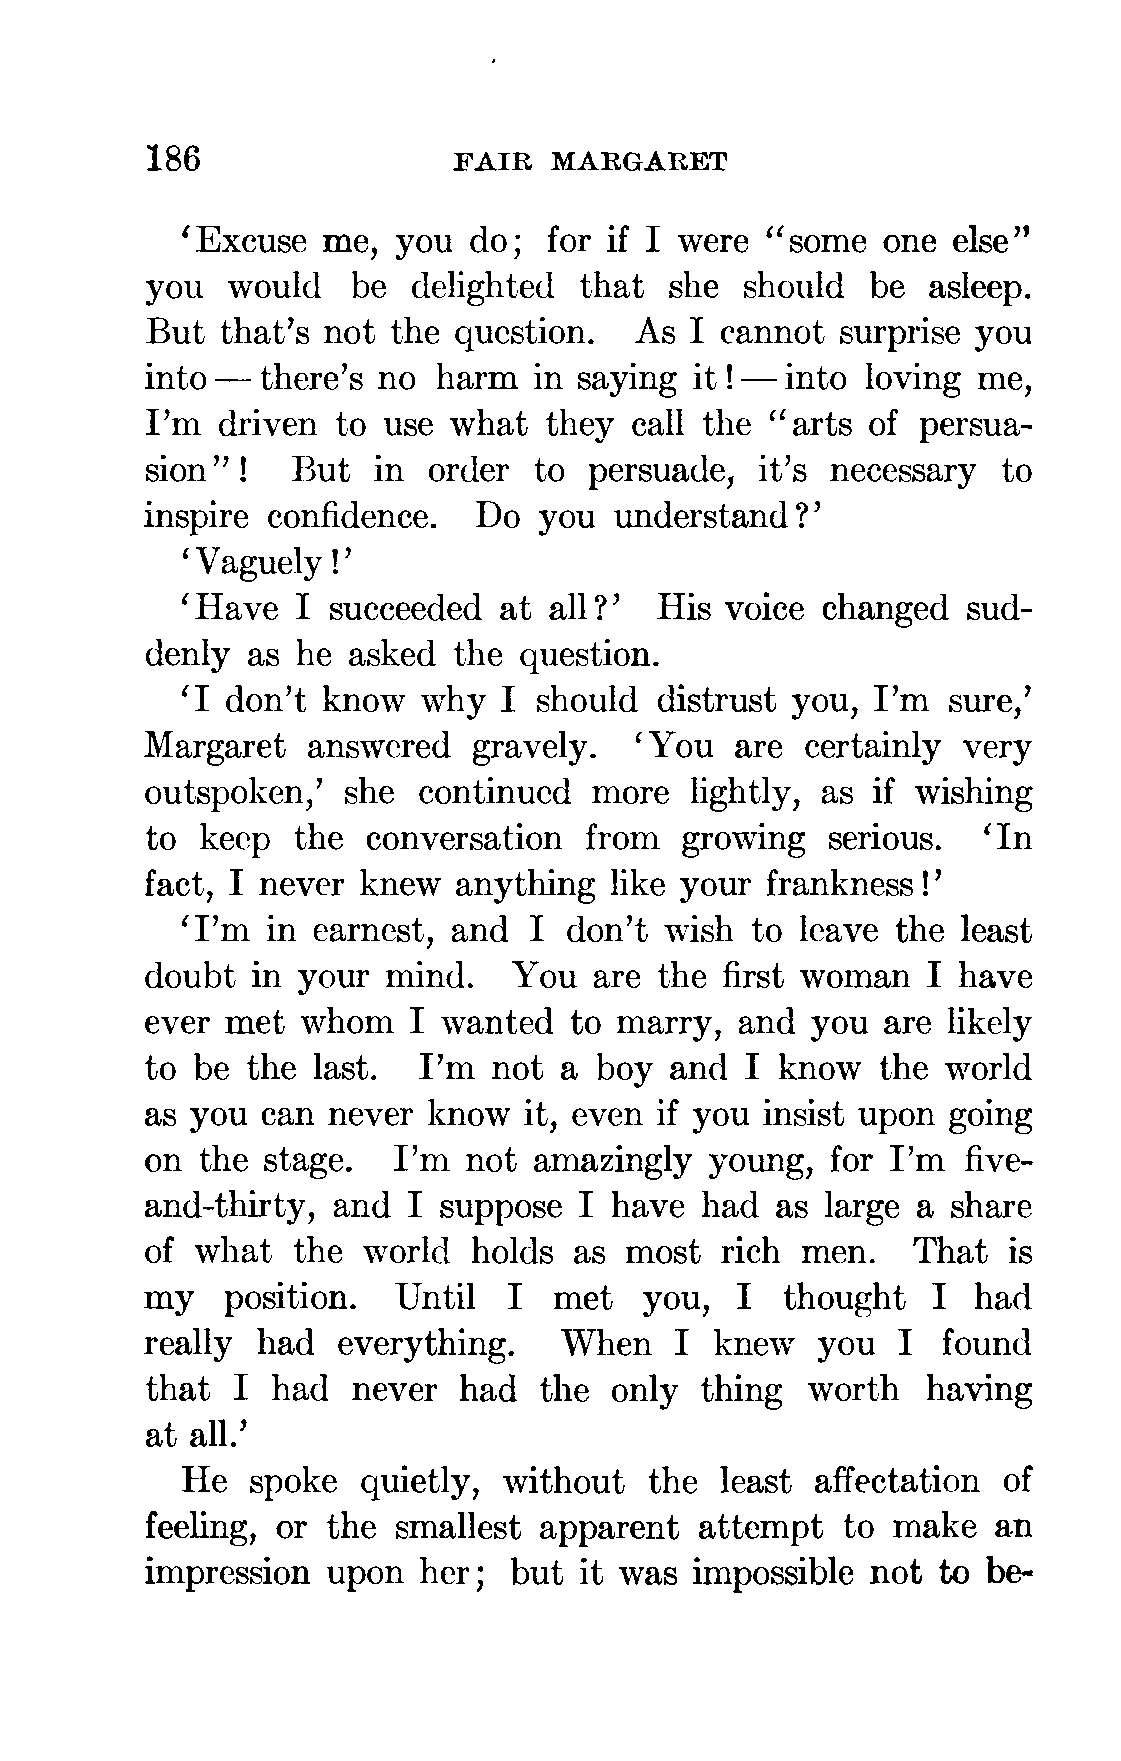 186 FAIR MARGARET
‘Excuse me, you do; for if I were “some one else”
you would be delighted that she should be asleep.
But that’s not the question. As I cannot surprise you
into — there’s no harm in saying it! — into loving me,
I’m driven to use what they call the “arts of persua-
sion”! But in order to persuade, it’s necessary to
inspire confidence. Do you understand?’
‘Vaguely!’
‘Have I succeeded at all?’ His voice changed sud-
denly as he asked the question.
‘I don’t know why I should distrust you, I’m sure,’
Margaret answered gravely. ‘You are certainly very
outspoken,’ she continued more lightly, as if wishing
to keep the conversation from growing serious. ‘In
fact, I never knew anything like your frankness!’
‘I’m in earnest, and I don’t wish to leave the least
doubt in your mind. You are the first woman I have
ever met whom I wanted to marry, and you are likely
to be the last. I’m not a boy and I know the world
as you can never know it, even if you insist upon going
on the stage. I’m not amazingly young, for I’m five-
and-thirty, and I suppose I have had as large a share
of what the world holds as most rich men. That is
my position. Until I met you, I thought I had
really had everything. When I knew you I found
that I had never had the only thing worth having
at all.’
He spoke quietly, without the least affectation of
feeling, or the smallest apparent attempt to make an
impression upon her; but it was impossible not to be-